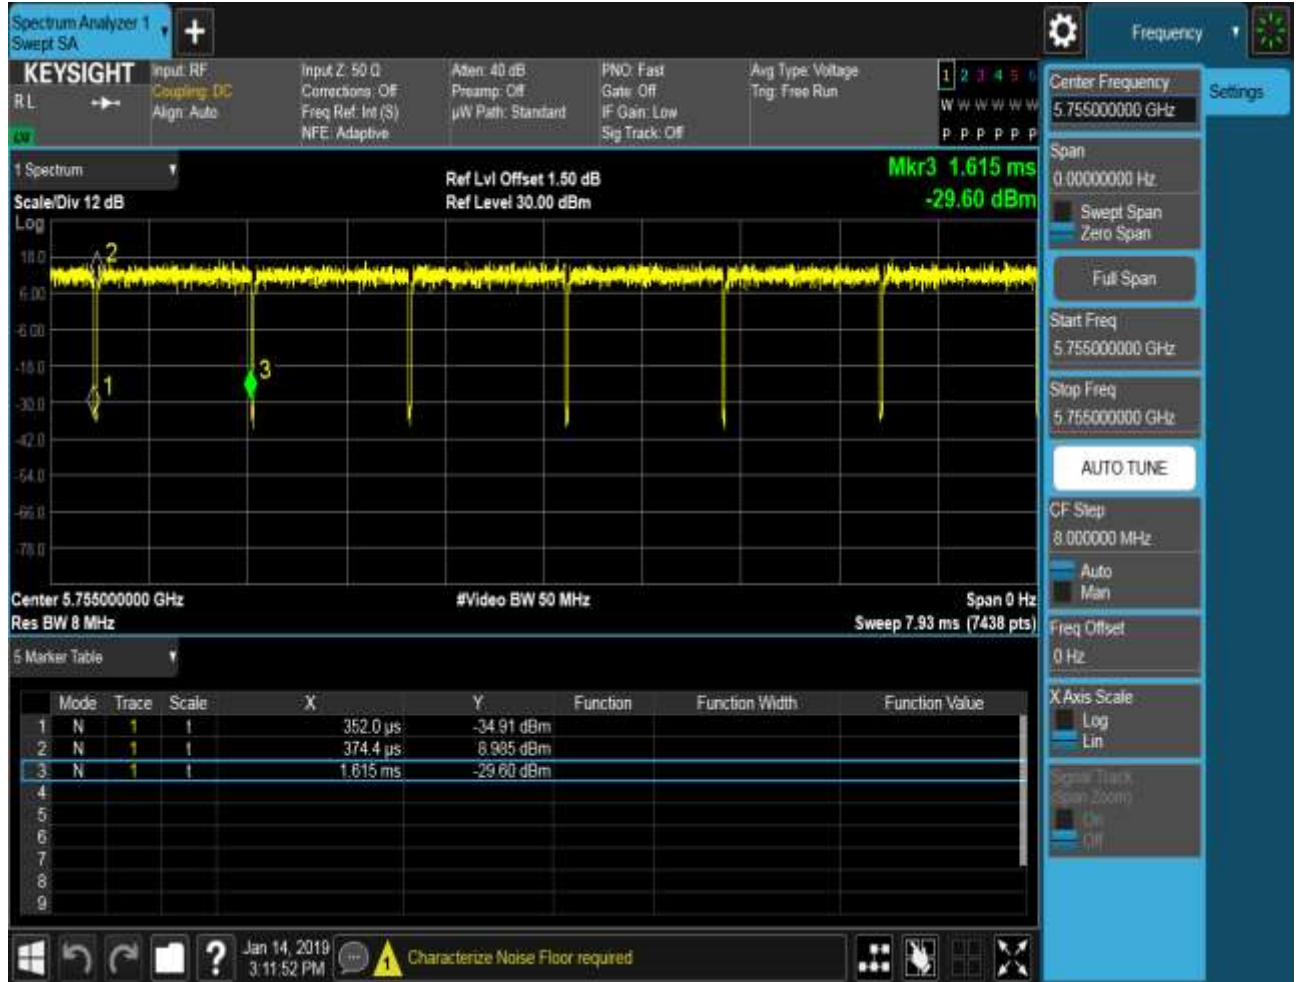 Spectrum Analyzer 1
Swept SA
+
Frequency
KEYSIGHT
Input: RF
Input Z: 50 Ω
Atten: 40 dB
PNO: Fast
Avg Type: Voltage
1 2 3 4 5 6
R L
Coupling: DC
Corrections: Off
Preamp: Off
Gate: Off
Trig: Free Run
Align: Auto
Freq Ref: Int (S)
µW Path: Standard
IF Gain: Low
W W W W W W
NFE: Adaptive
Sig Track: Off
P P P P P P
1 Spectrum
Ref Lvl Offset 1.50 dB
Mkr3 1.615 ms
Scale/Div 12 dB
Ref Level 30.00 dBm
-29.60 dBm
Log
18.0
6.00
-6.00
-18.0
-30.0
-42.0
-54.0
-66.0
-78.0
2
1
3
Center 5.755000000 GHz
#Video BW 50 MHz
Span 0 Hz
Res BW 8 MHz
Sweep 7.93 ms (7438 pts)
5 Marker Table
Mode Trace Scale X Y Function Function Width Function Value
1 N 1 t 352.0 µs -34.91 dBm
2 N 1 t 374.4 µs 8.985 dBm
3 N 1 t 1.615 ms -29.60 dBm
4
5
6
7
8
9
Jan 14, 2019
3:11:52 PM
?
1
Characterize Noise Floor required
Center Frequency
5.755000000 GHz
Settings
Span
0.00000000 Hz
Swept Span
Zero Span
Full Span
Start Freq
5.755000000 GHz
Stop Freq
5.755000000 GHz
AUTO TUNE
CF Step
8.000000 MHz
Auto
Man
Freq Offset
0 Hz
X Axis Scale
Log
Lin
Signal Track
(Span Zoom)
On
Off